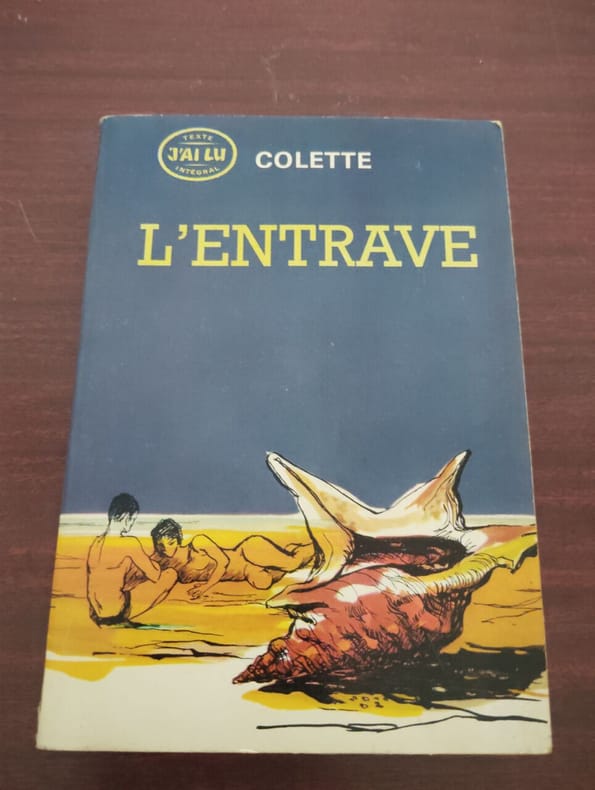 TEXTE
J'AI LU
INTÉGRAL
COLETTE
L'ENTRAVE